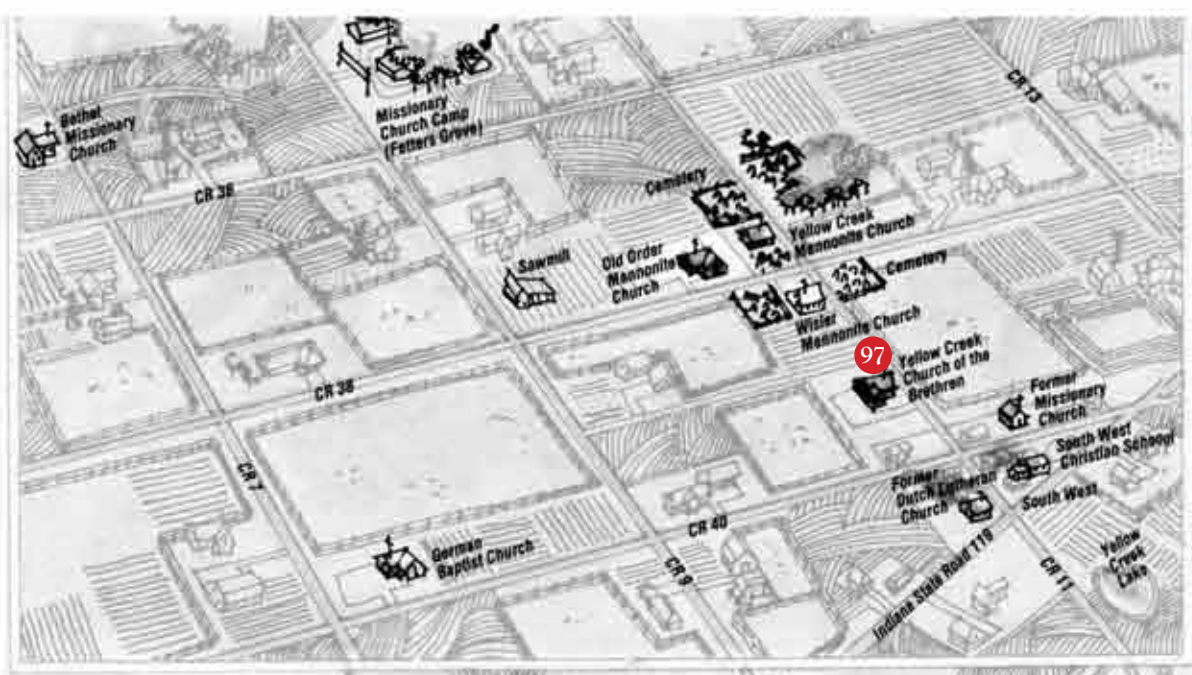 CR 13
Bethel
Missionary
Church
Missionary
Church Camp
(Fetters Grove)
CR 36
Cemetery
Yellow Creek
Mennonite Church
Sawmill
Old Order
Mennonite
Church
Cemetery
Wisler
Mennonite Church
97
Yellow Creek
Church of the
Brethren
CR 38
Former
Missionary
Church
South West
Christian School
CR 7
Former
Dutch Lutheran
Church
South West
CR 40
German
Baptist Church
CR 9
Indiana State Road 119
CR 11
Yellow
Creek
Lake